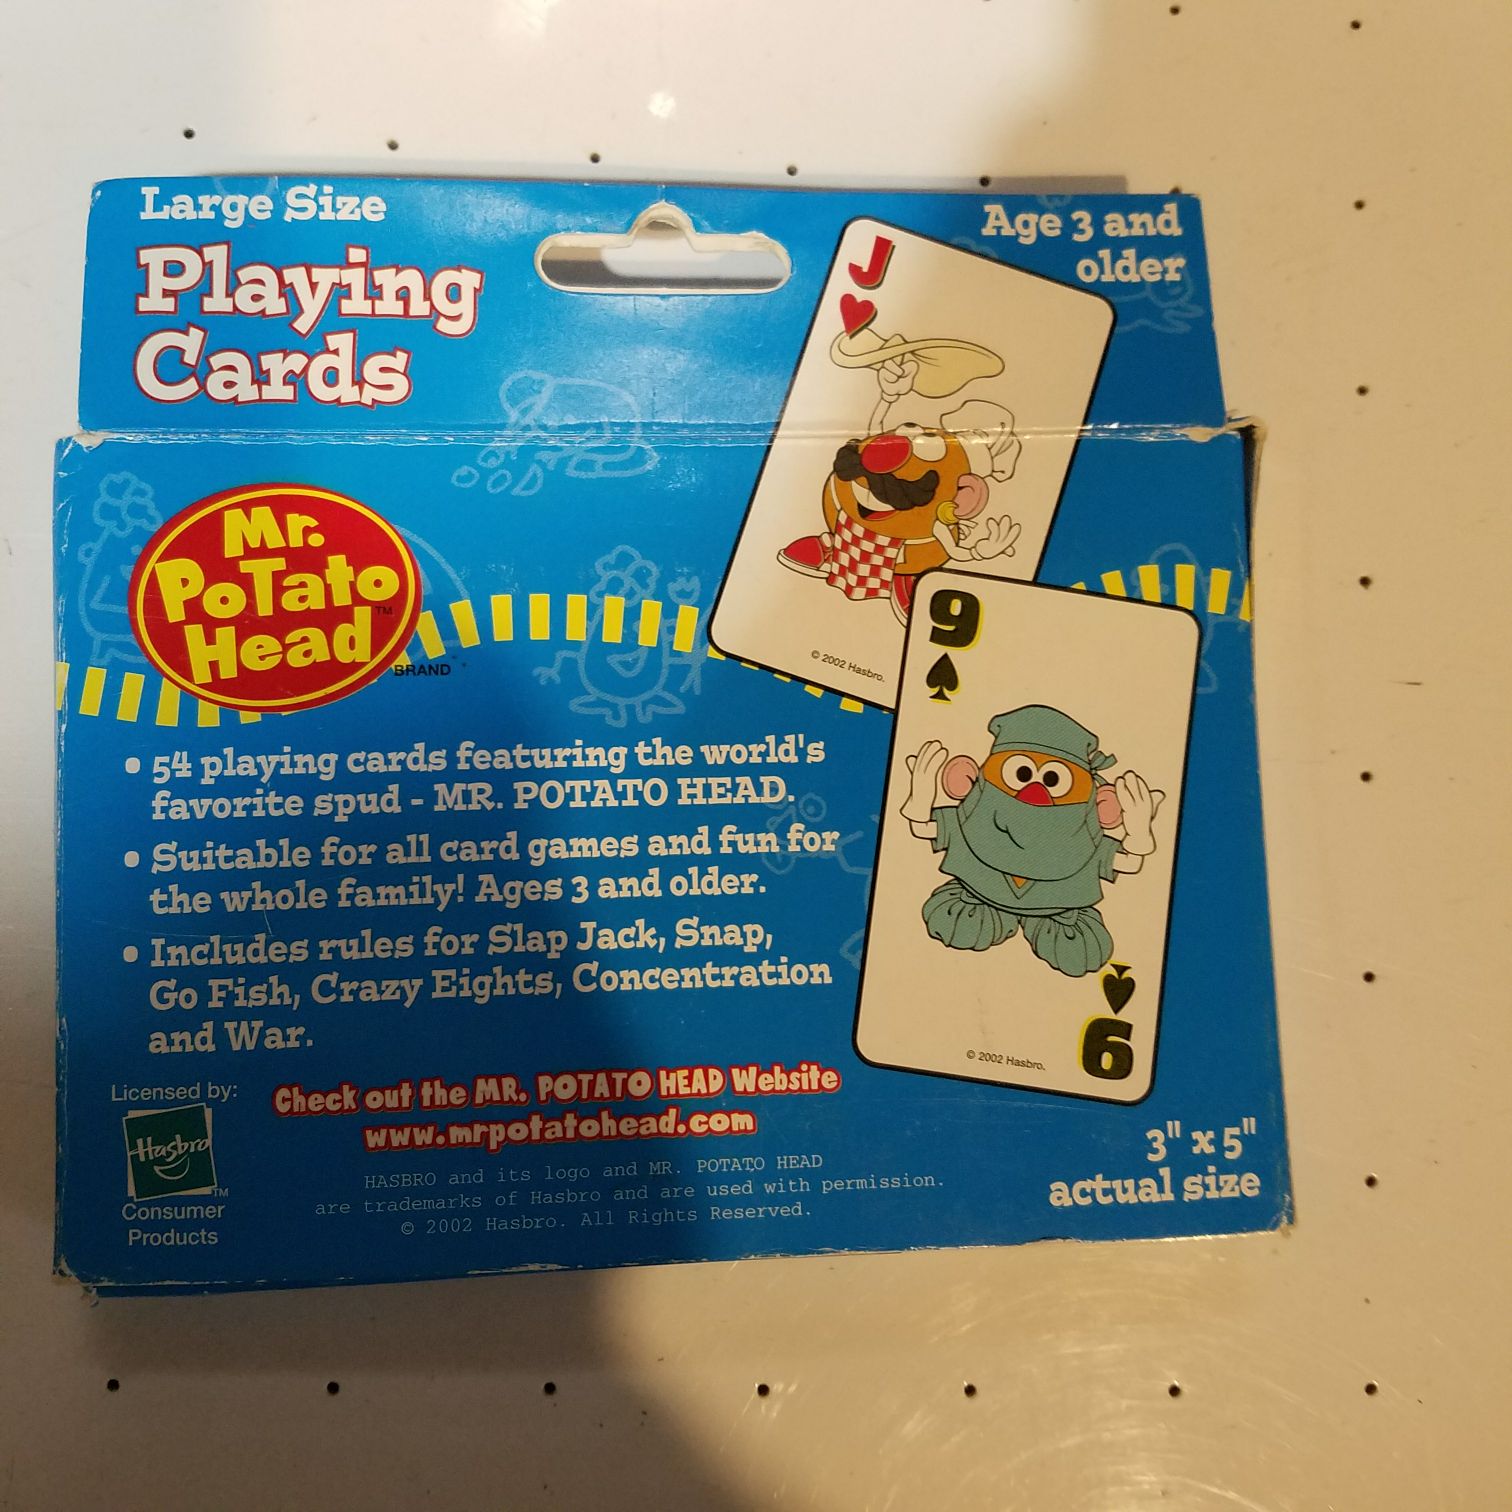 Large Size
Playing
Cards
Age 3 and
older
J
© 2002 Hasbro.
9
© 2002 Hasbro.
9
Mr.
PoTato
Head™
BRAND
• 54 playing cards featuring the world's
favorite spud - MR. POTATO HEAD.
• Suitable for all card games and fun for
the whole family! Ages 3 and older.
• Includes rules for Slap Jack, Snap,
Go Fish, Crazy Eights, Concentration
and War.
Licensed by:
Hasbro
™
Consumer
Products
Check out the MR. POTATO HEAD Website
www.mrpotatohead.com
HASBRO and its logo and MR. POTATO HEAD
are trademarks of Hasbro and are used with permission.
© 2002 Hasbro. All Rights Reserved.
3" x 5"
actual size